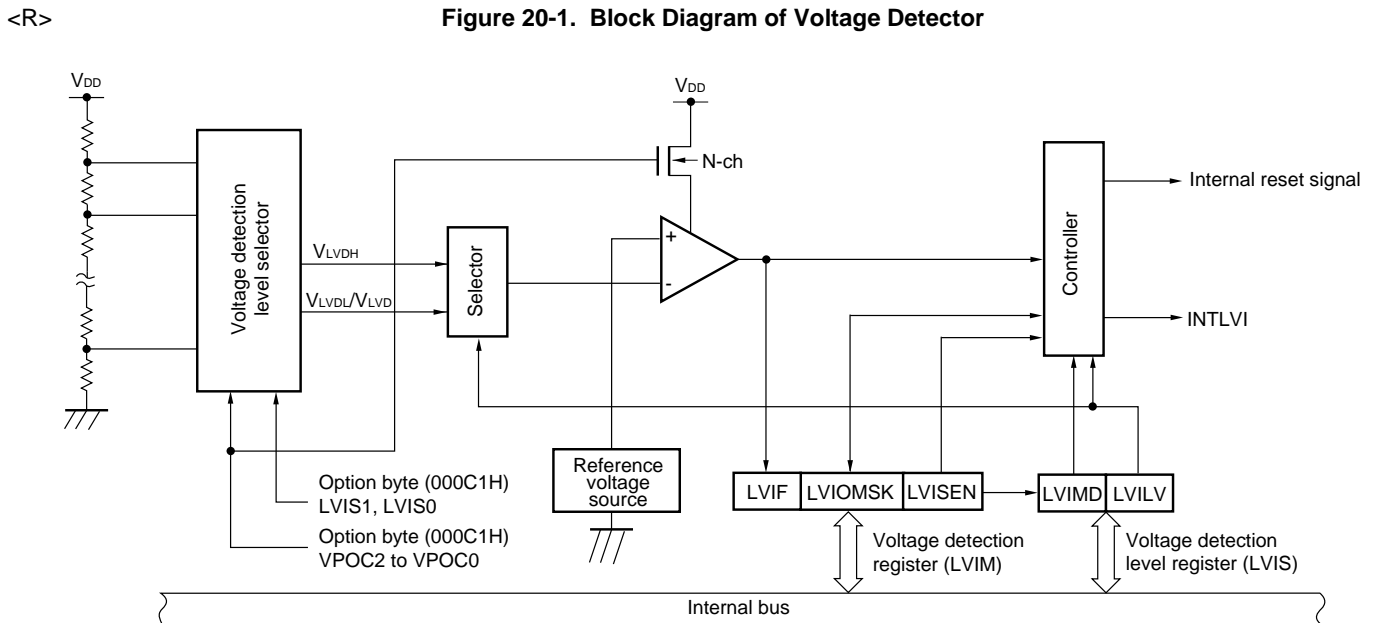 <R>
Figure 20-1. Block Diagram of Voltage Detector
VDD
VDD
N-ch
Voltage detection
level selector
VLVDH
VLVDL/VLVD
Selector
+
-
Controller
Internal reset signal
INTLVI
Reference
voltage
source
Option byte (000C1H)
LVIS1, LVIS0
Option byte (000C1H)
VPOC2 to VPOC0
LVIF LVIOMSK LVISEN
LVIMD LVILV
Voltage detection
register (LVIM)
Voltage detection
level register (LVIS)
Internal bus